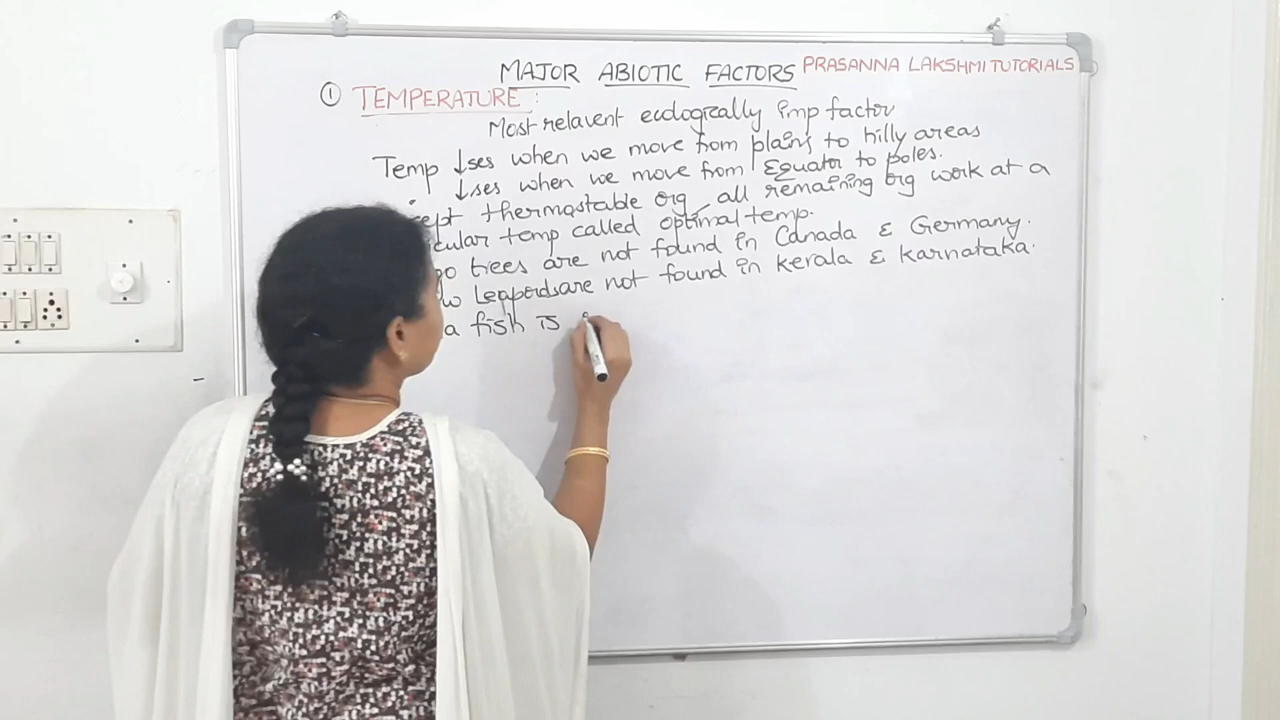 MAJOR ABIOTIC FACTORS PRASANNA LAKSHMI TUTORIALS
① TEMPERATURE :
Most relavent ecologically imp factor
Temp ↓ses when we move from plains to hilly areas
↓ses when we move from Equator to poles.
cept thermostable org, all remaining org work at a
cular temp called optimal temp.
go trees are not found in Canada & Germany.
w Leopards are not found in kerala & karnataka.
a fish is